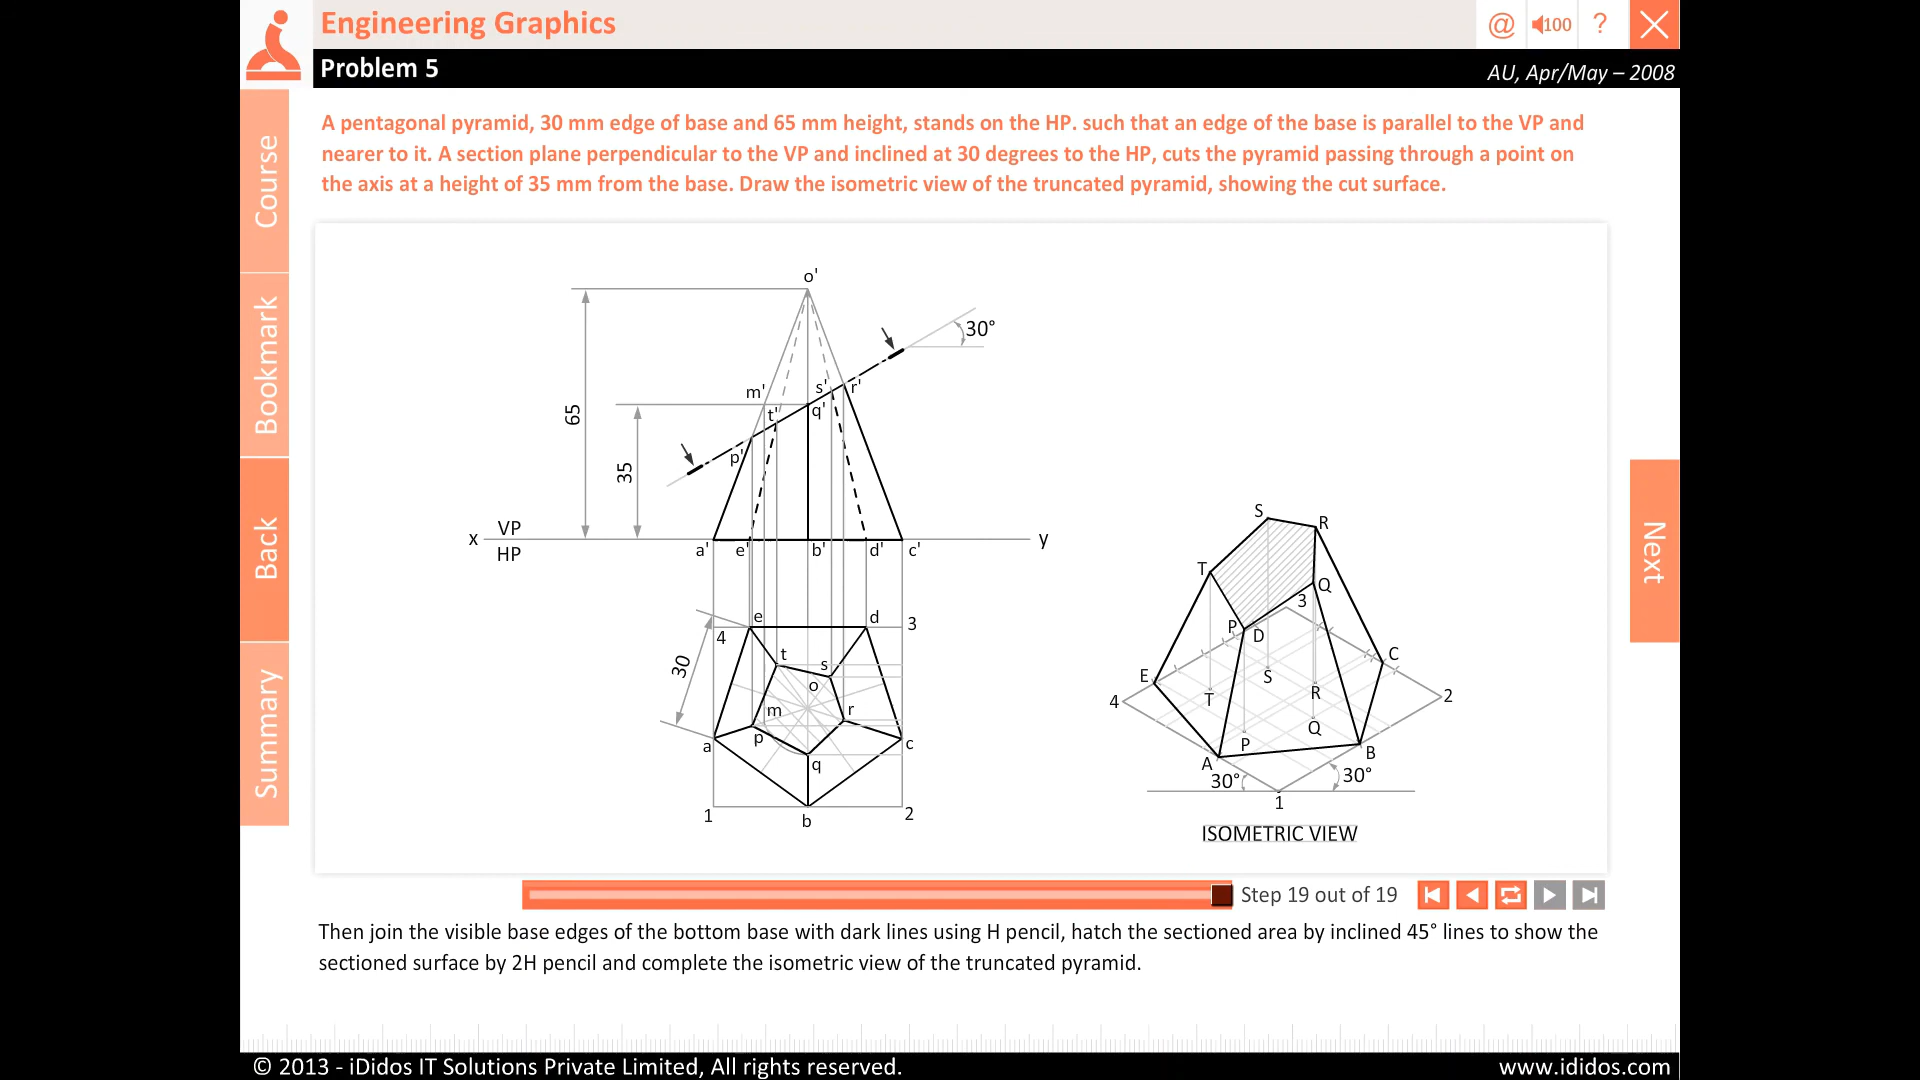 Engineering Graphics
@ 100 ?
Problem 5
AU, Apr/May – 2008
Course
Bookmark
Back
Summary
Next
A pentagonal pyramid, 30 mm edge of base and 65 mm height, stands on the HP. such that an edge of the base is parallel to the VP and
nearer to it. A section plane perpendicular to the VP and inclined at 30 degrees to the HP, cuts the pyramid passing through a point on
the axis at a height of 35 mm from the base. Draw the isometric view of the truncated pyramid, showing the cut surface.
o'
30°
m' s' r'
t' q'
p'
65
35
x VP y
HP
a' e' b' d' c'
e d
4 3
30
t s
o
m r
a p c
q
1 b 2
S R
T Q
3
P D
E C
4 T S R 2
Q
P B
A
30° 30°
1
ISOMETRIC VIEW
Step 19 out of 19
Then join the visible base edges of the bottom base with dark lines using H pencil, hatch the sectioned area by inclined 45° lines to show the
sectioned surface by 2H pencil and complete the isometric view of the truncated pyramid.
© 2013 - iDidos IT Solutions Private Limited, All rights reserved.
www.ididos.com